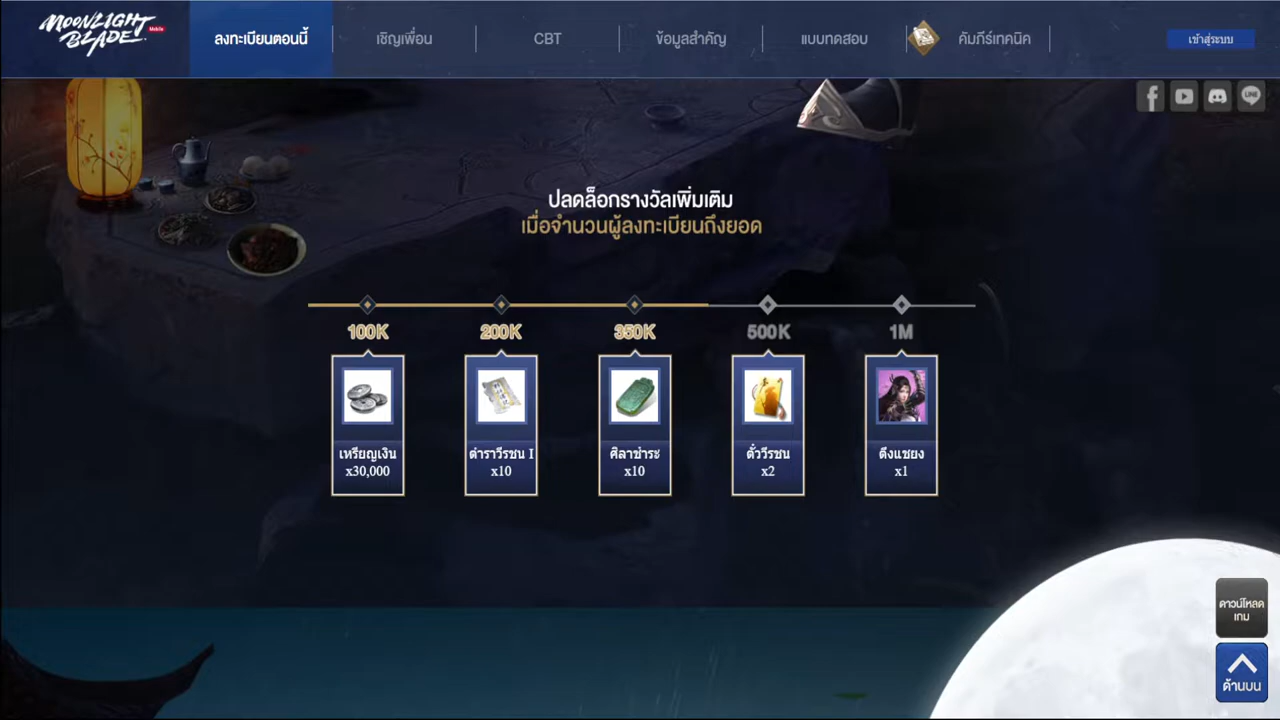 MOONLIGHT
BLADE Mobile
ลงทะเบียนตอนนี้
เชิญเพื่อน
CBT
ข้อมูลสำคัญ
แบบทดสอบ
คัมภีร์เทคนิค
เข้าสู่ระบบ
LINE
ปลดล็อกรางวัลเพิ่มเติม
เมื่อจำนวนผู้ลงทะเบียนถึงยอด
100K
200K
350K
500K
1M
เหรียญเงิน
x30,000
ตำราวีรชน I
x10
ศิลาชำระ
x10
ตั๋ววีรชน
x2
ตึงแชยง
x1
ดาวน์โหลด
เกม
ด้านบน